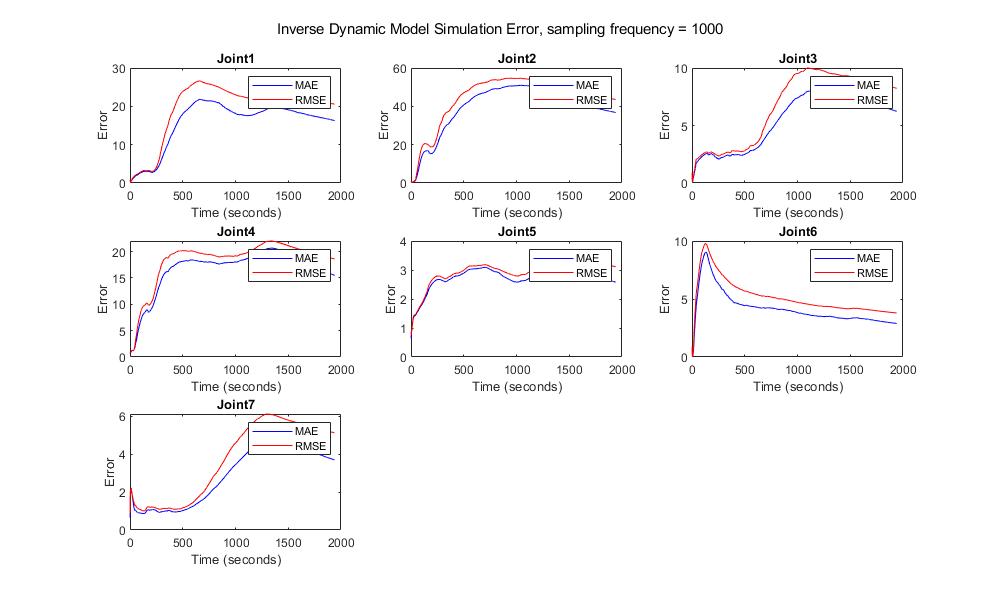 Inverse Dynamic Model Simulation Error, sampling frequency = 1000
Joint1
30
20
10
0
Error
MAE
RMSE
0 500 1000 1500 2000
Time (seconds)
Joint2
60
40
20
0
Error
MAE
RMSE
0 500 1000 1500 2000
Time (seconds)
Joint3
10
5
0
Error
MAE
RMSE
0 500 1000 1500 2000
Time (seconds)
Joint4
20
15
10
5
0
Error
MAE
RMSE
0 500 1000 1500 2000
Time (seconds)
Joint5
4
3
2
1
0
Error
MAE
RMSE
0 500 1000 1500 2000
Time (seconds)
Joint6
10
5
0
Error
MAE
RMSE
0 500 1000 1500 2000
Time (seconds)
Joint7
6
4
2
0
Error
MAE
RMSE
0 500 1000 1500 2000
Time (seconds)